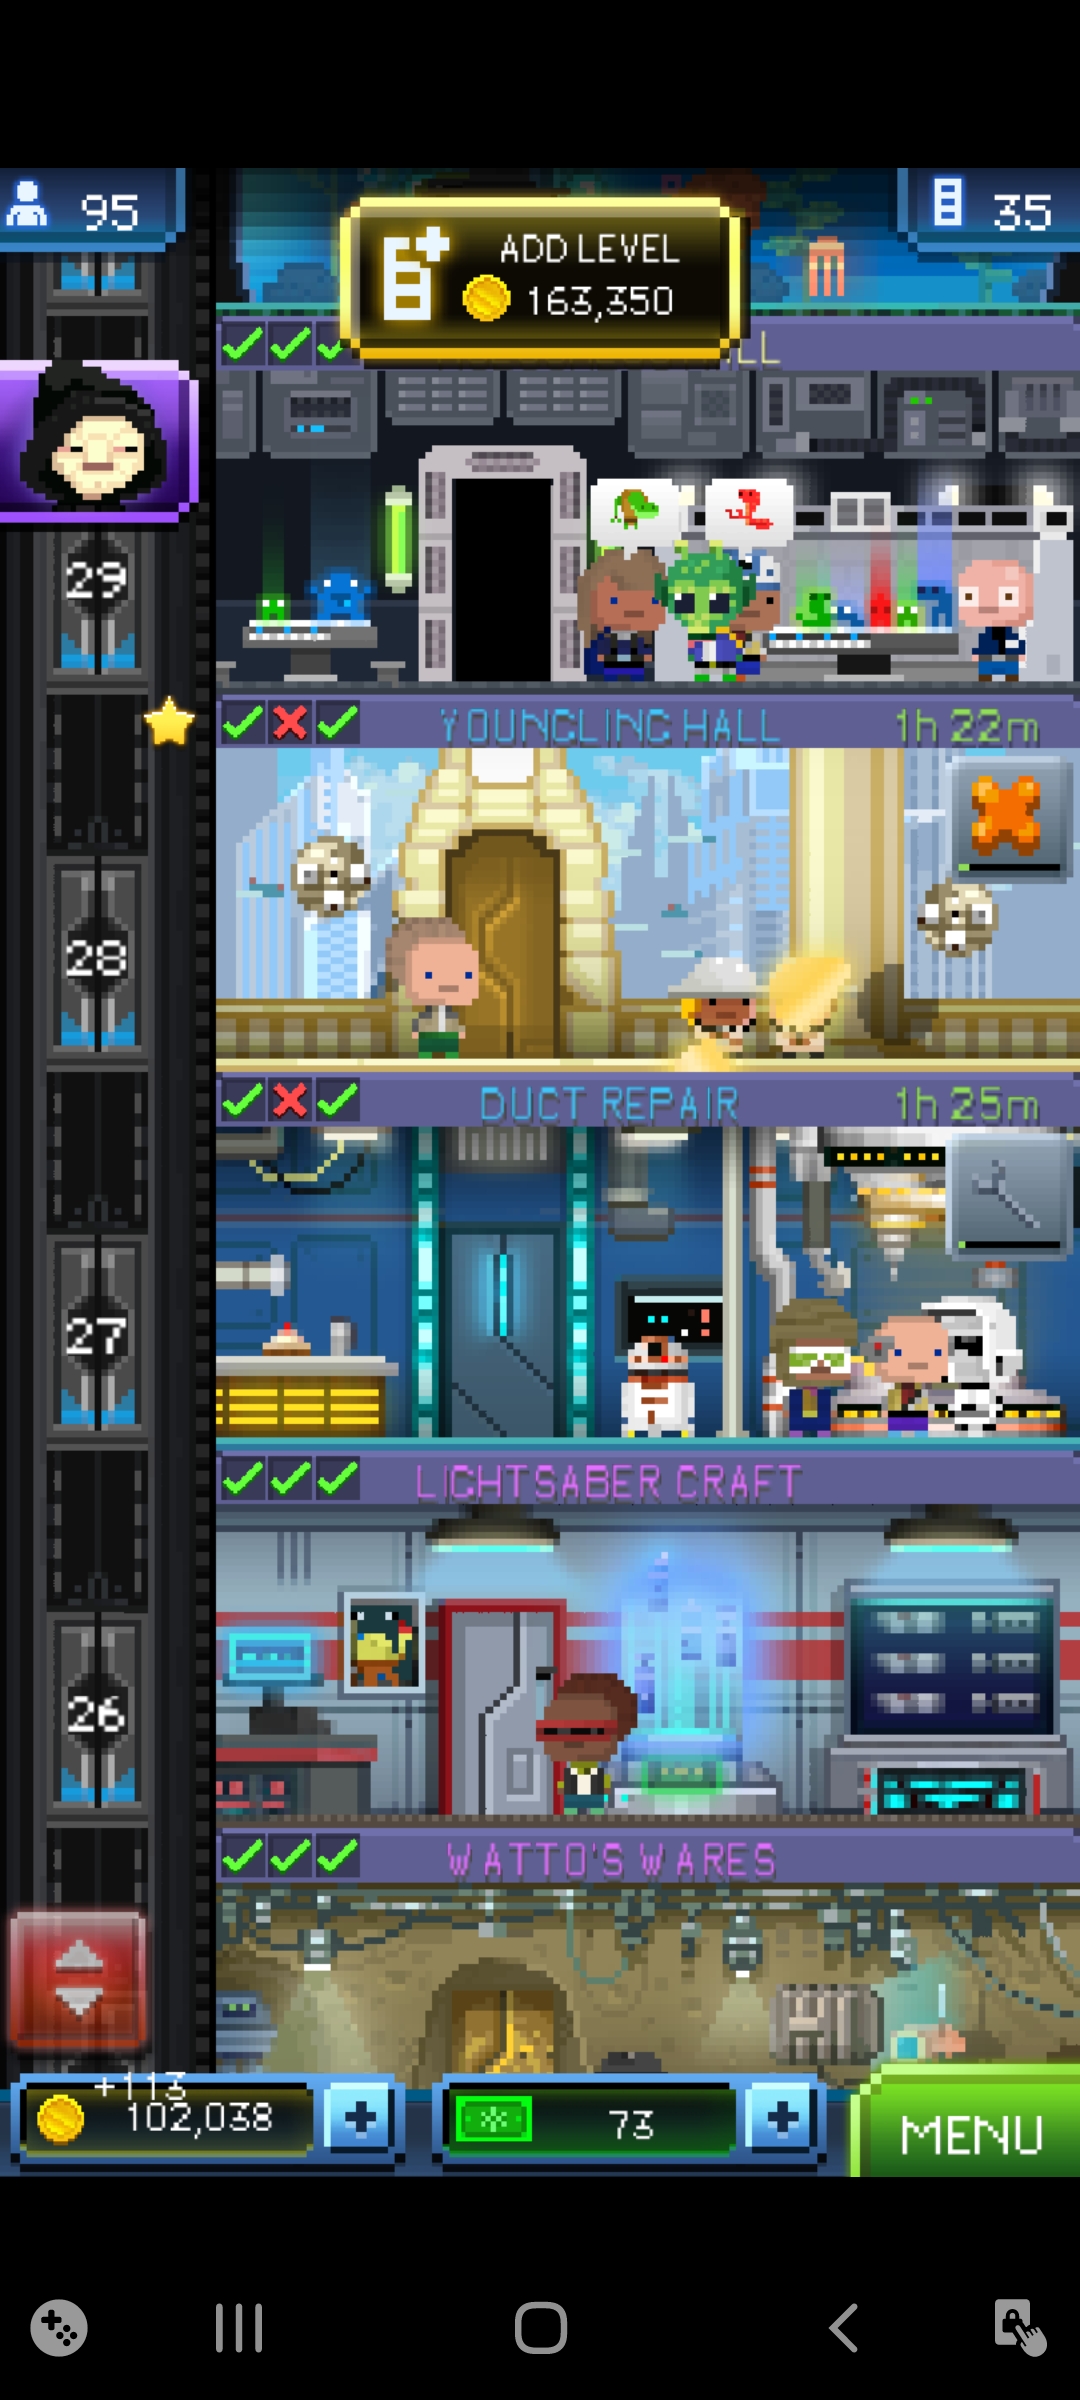 95
ADD LEVEL
163,350
35
LL
29
YOUNGLING HALL
1h 22m
28
DUCT REPAIR
1h 25m
27
LIGHTSABER CRAFT
26
WATTO'S WARES
+113
102,038
73
MENU